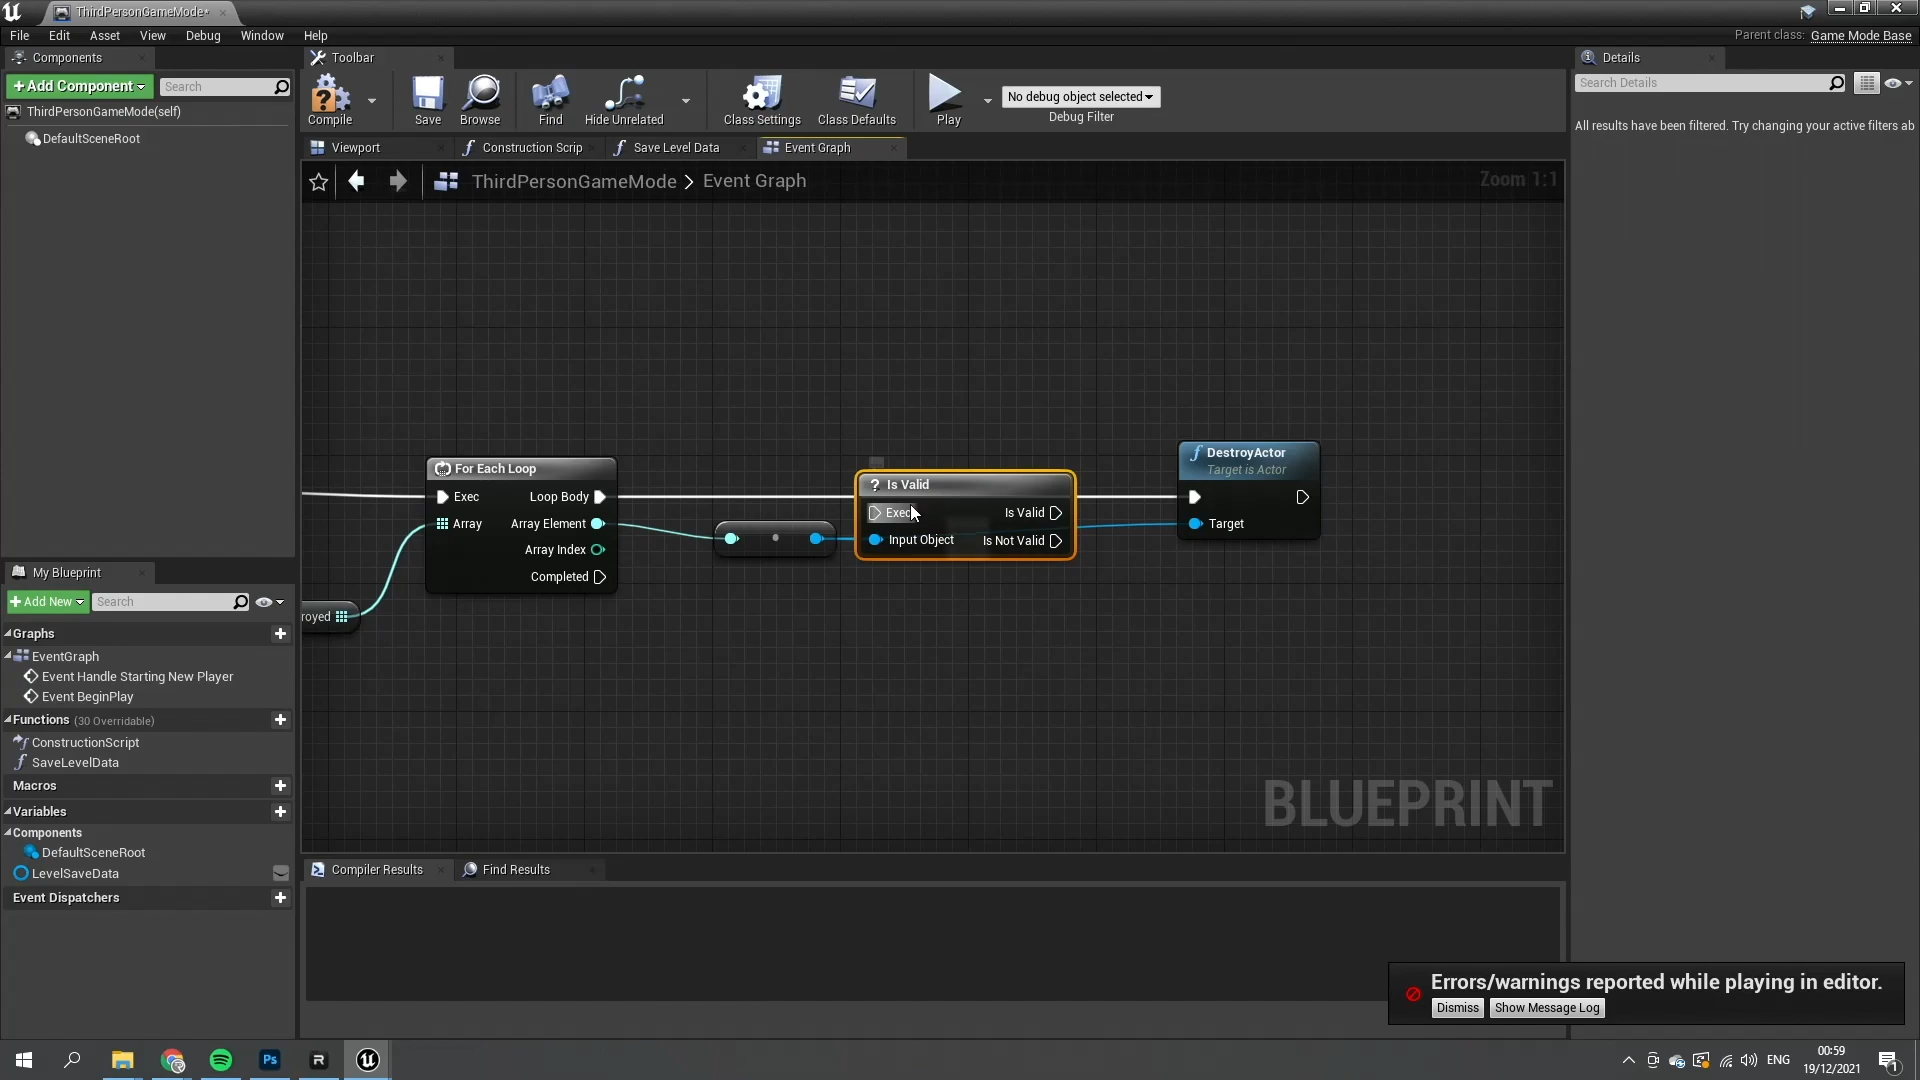 ThirdPersonGameMode*
File Edit Asset View Debug Window Help
Parent class: Game Mode Base
Components
Toolbar
Details
+Add Component
Search
Search Details
ThirdPersonGameMode(self)
DefaultSceneRoot
Compile
Save
Browse
Find
Hide Unrelated
Class Settings
Class Defaults
Play
No debug object selected
Debug Filter
All results have been filtered. Try changing your active filters ab
Viewport
Construction Scrip
Save Level Data
Event Graph
ThirdPersonGameMode > Event Graph
Zoom 1:1
For Each Loop
Exec
Loop Body
Array
Array Element
Array Index
Completed
royed
? Is Valid
Exec
Is Valid
Input Object
Is Not Valid
DestroyActor
Target is Actor
Target
BLUEPRINT
My Blueprint
+Add New
Search
Graphs
EventGraph
Event Handle Starting New Player
Event BeginPlay
Functions (30 Overridable)
ConstructionScript
SaveLevelData
Macros
Variables
Components
DefaultSceneRoot
LevelSaveData
Event Dispatchers
Compiler Results
Find Results
Errors/warnings reported while playing in editor.
Dismiss
Show Message Log
Ps
R
ENG
00:59
19/12/2021
1